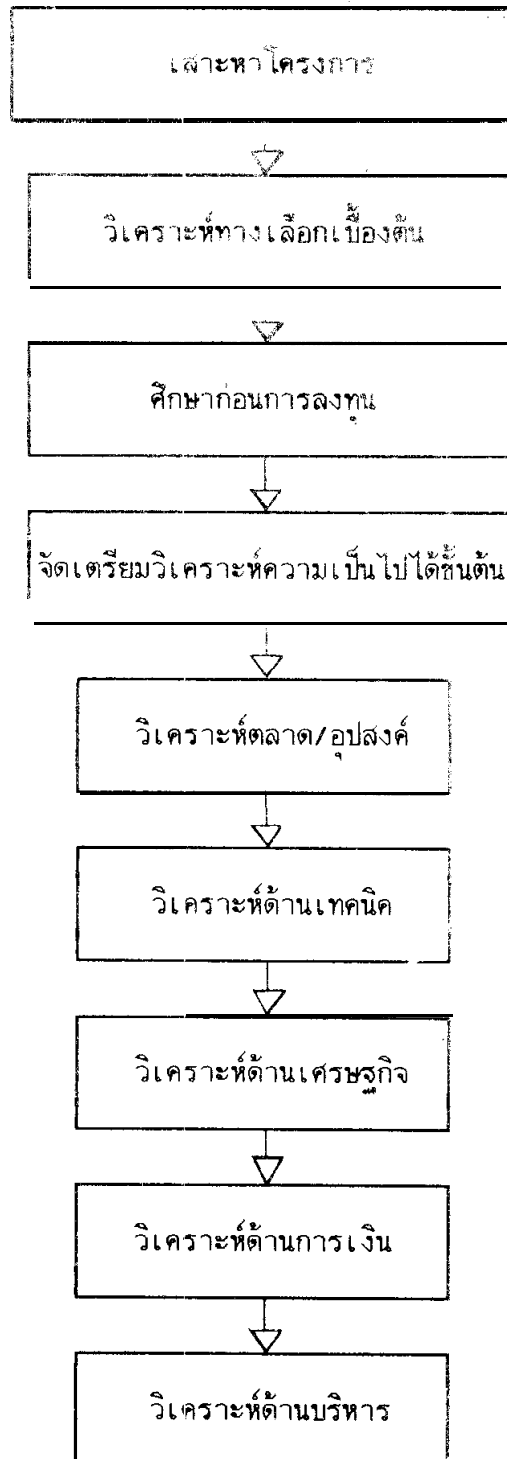 เสาะหาโครงการ
วิเคราะห์ทางเลือกเบื้องต้น
ศึกษาก่อนการลงทุน
จัดเตรียมวิเคราะห์ความเป็นไปได้ขั้นต้น
วิเคราะห์ตลาด/อุปสงค์
วิเคราะห์ด้านเทคนิค
วิเคราะห์ด้านเศรษฐกิจ
วิเคราะห์ด้านการเงิน
วิเคราะห์ด้านบริหาร